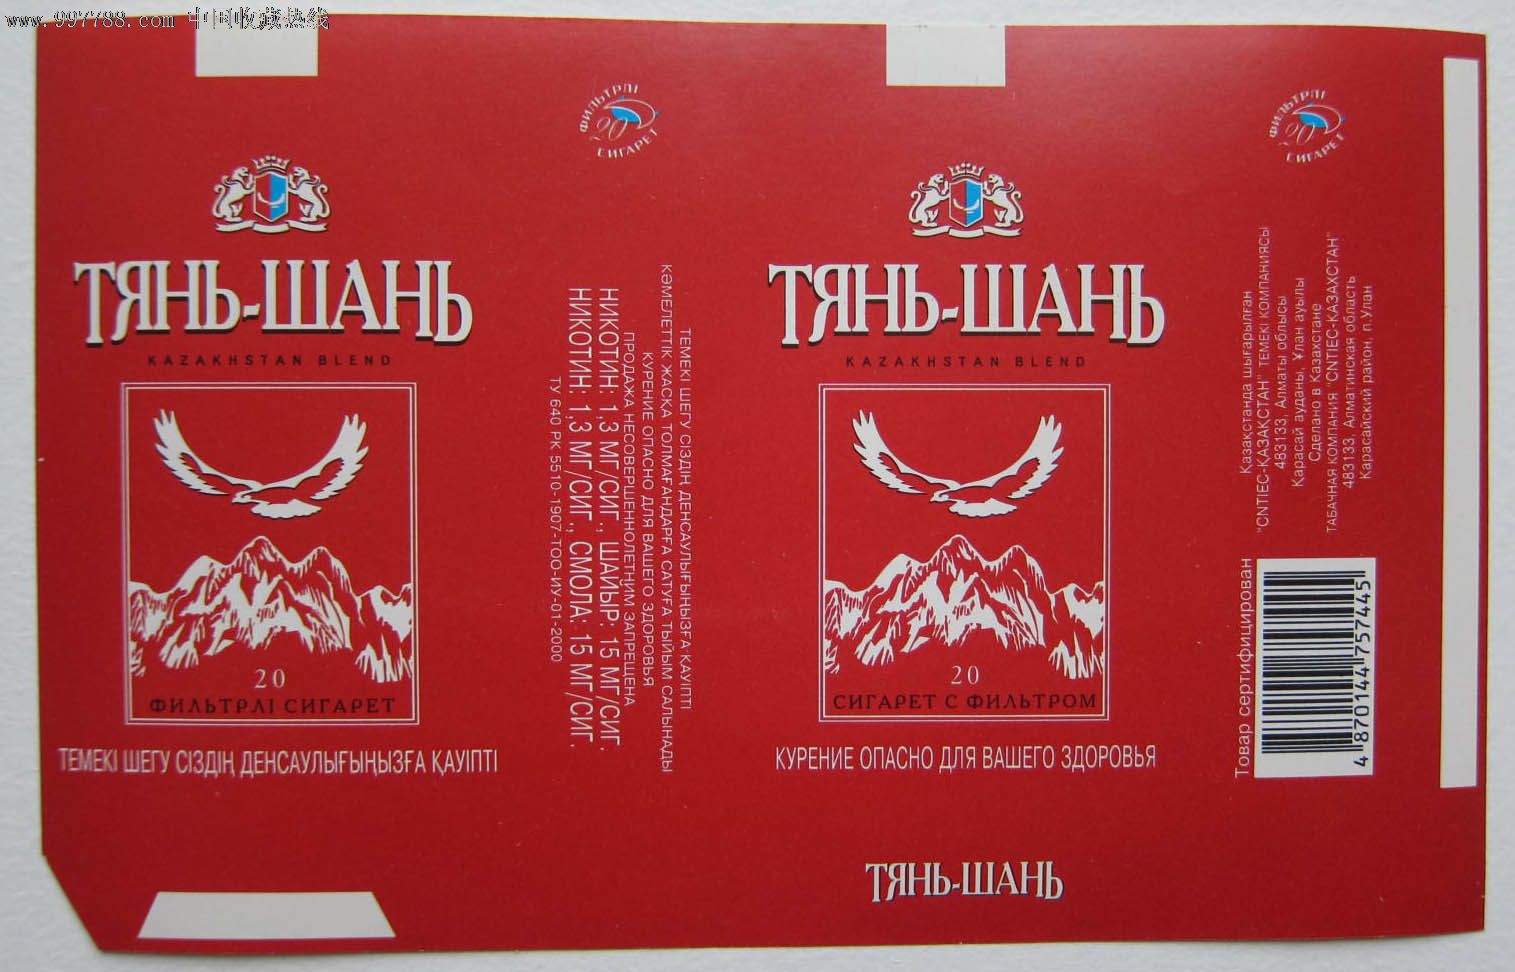 www.997788.com 中国收藏热线
ТЯНЬ-ШАНЬ
KAZAKHSTAN BLEND
20
ФИЛЬТРЛІ СИГАРЕТ
ТЕМЕКІ ШЕГУ СІЗДІҢ ДЕНСАУЛЫҒЫҢЫЗҒА ҚАУІПТІ
ФИЛЬТРЛІ
20
СИГАРЕТ
ТЕМЕКІ ШЕГУ СІЗДІҢ ДЕНСАУЛЫҒЫҢЫЗҒА ҚАУІПТІ
КӘМЕЛЕТТІК ЖАСҚА ТОЛМАҒАНДАРҒА САТУҒА ТЫЙЫМ САЛЫНАДЫ
КУРЕНИЕ ОПАСНО ДЛЯ ВАШЕГО ЗДОРОВЬЯ
ПРОДАЖА НЕСОВЕРШЕННОЛЕТНИМ ЗАПРЕЩЕНА
НИКОТИН: 1,3 МГ/СИГ., ШАЙЫР: 15 МГ/СИГ.
НИКОТИН: 1,3 МГ/СИГ., СМОЛА: 15 МГ/СИГ.
ТУ 640 РК 5510-1907-ТОО-ИУ-01-2000
ТЯНЬ-ШАНЬ
KAZAKHSTAN BLEND
20
СИГАРЕТ С ФИЛЬТРОМ
КУРЕНИЕ ОПАСНО ДЛЯ ВАШЕГО ЗДОРОВЬЯ
ТЯНЬ-ШАНЬ
ФИЛЬТРЛІ
20
СИГАРЕТ
Казақстанда шығарылған
"CNTIEC-ҚАЗАҚСТАН" ТЕМЕКІ КОМПАНИЯСЫ
483133, Алматы облысы
Қарасай ауданы, Ұлан ауылы
Сделано в Казахстане
ТАБАЧНАЯ КОМПАНИЯ "CNTIEC-КАЗАХСТАН"
483133, Алматинская область
Карасайский район, п.Улан
Товар сертифицирован
4 870144 757445